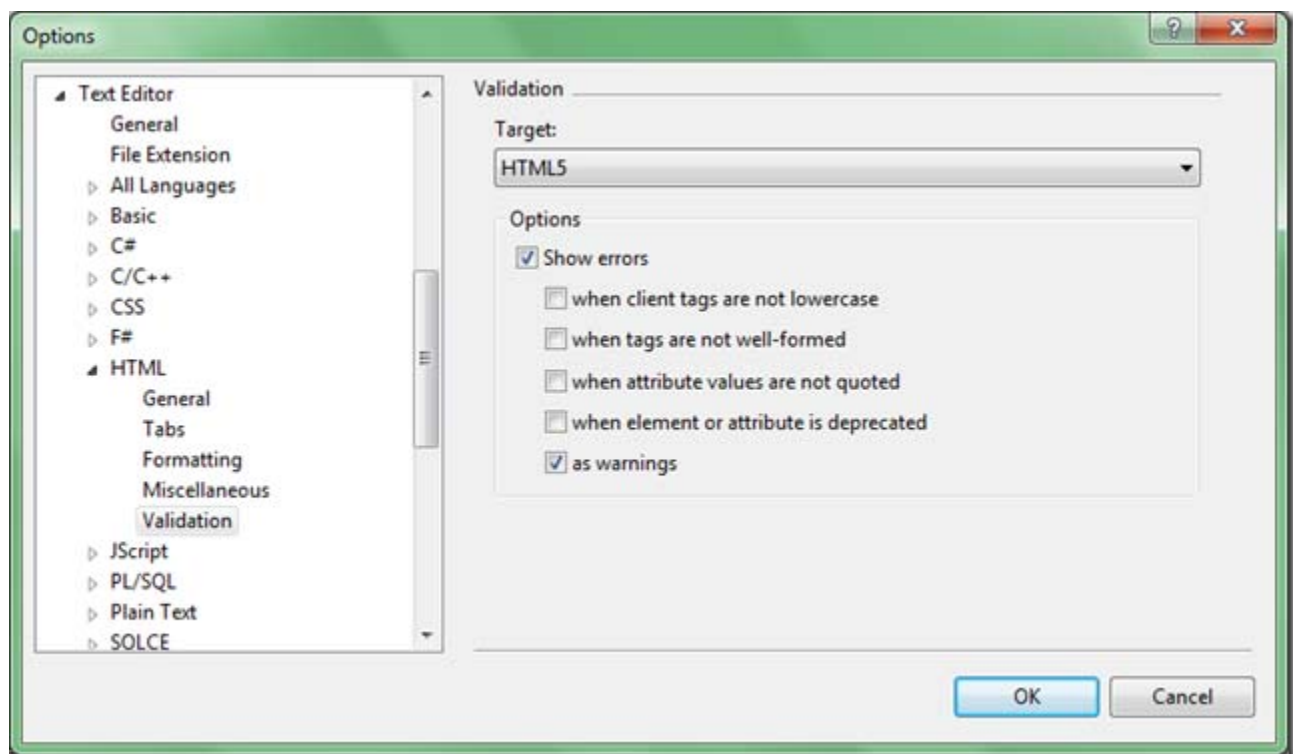 Options
Text Editor
General
File Extension
All Languages
Basic
C#
C/C++
CSS
F#
HTML
General
Tabs
Formatting
Miscellaneous
Validation
JScript
PL/SQL
Plain Text
SOLCE
Validation
Target:
HTML5
Options
Show errors
when client tags are not lowercase
when tags are not well-formed
when attribute values are not quoted
when element or attribute is deprecated
as warnings
OK
Cancel